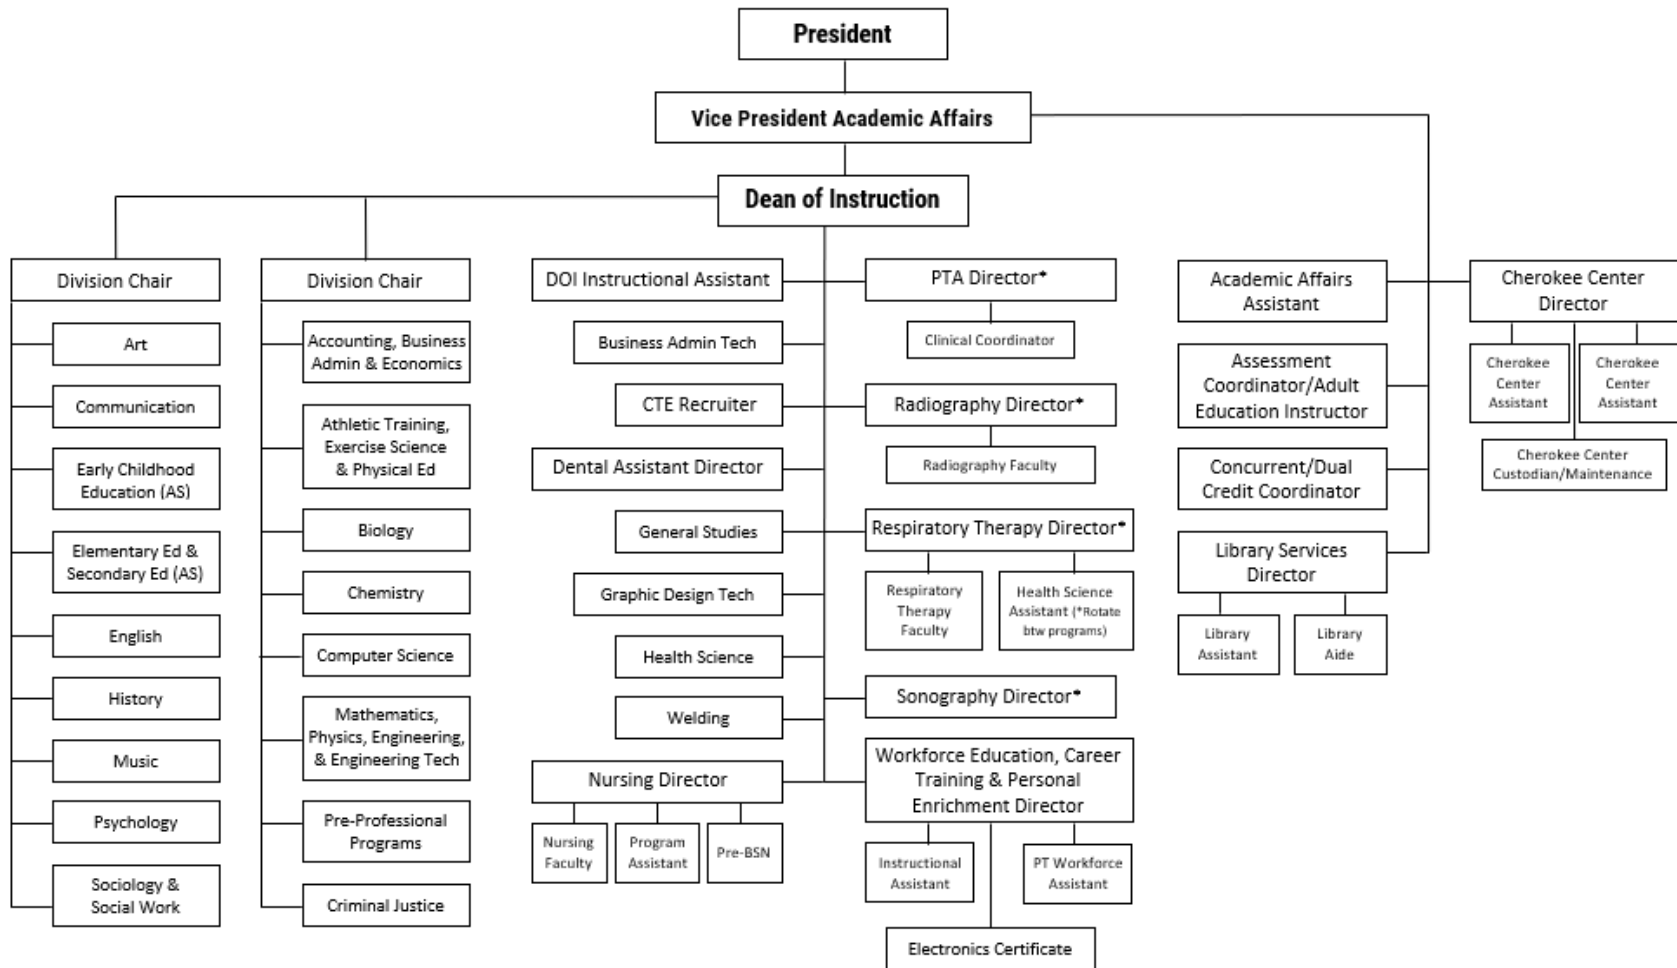 President
Vice President Academic Affairs
Dean of Instruction
Division Chair
Art
Communication
Early Childhood
Education (AS)
Elementary Ed &
Secondary Ed (AS)
English
History
Music
Psychology
Sociology &
Social Work
Division Chair
Accounting, Business
Admin & Economics
Athletic Training,
Exercise Science
& Physical Ed
Biology
Chemistry
Computer Science
Mathematics,
Physics, Engineering,
& Engineering Tech
Pre-Professional
Programs
Criminal Justice
DOI Instructional Assistant
Business Admin Tech
CTE Recruiter
Dental Assistant Director
General Studies
Graphic Design Tech
Health Science
Welding
Nursing Director
Nursing
Faculty
Program
Assistant
Pre-BSN
PTA Director*
Clinical Coordinator
Radiography Director*
Radiography Faculty
Respiratory Therapy Director*
Respiratory
Therapy
Faculty
Health Science
Assistant (*Rotate
btw programs)
Sonography Director*
Workforce Education, Career
Training & Personal
Enrichment Director
Instructional
Assistant
PT Workforce
Assistant
Electronics Certificate
Academic Affairs
Assistant
Assessment
Coordinator/Adult
Education Instructor
Concurrent/Dual
Credit Coordinator
Library Services
Director
Library
Assistant
Library
Aide
Cherokee Center
Director
Cherokee
Center
Assistant
Cherokee
Center
Assistant
Cherokee Center
Custodian/Maintenance